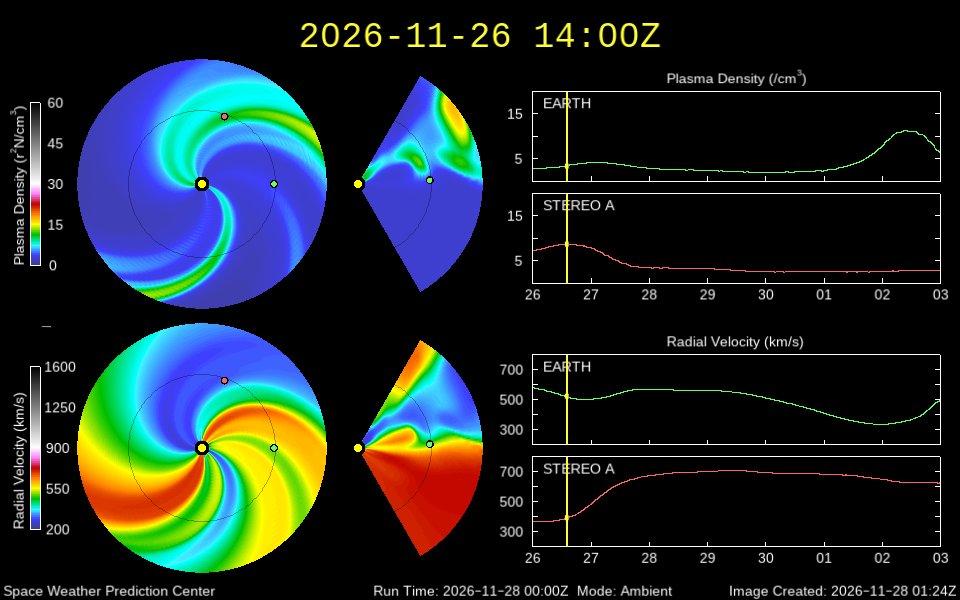 2026-11-26 14:00Z
Plasma Density (r²N/cm³)
60
45
30
15
0
Plasma Density (/cm³)
EARTH
15
5
STEREO A
15
5
26 27 28 29 30 01 02 03
Radial Velocity (km/s)
1600
1250
900
550
200
Radial Velocity (km/s)
EARTH
700
500
300
STEREO A
700
500
300
26 27 28 29 30 01 02 03
Space Weather Prediction Center
Run Time: 2026-11-28 00:00Z Mode: Ambient
Image Created: 2026-11-28 01:24Z